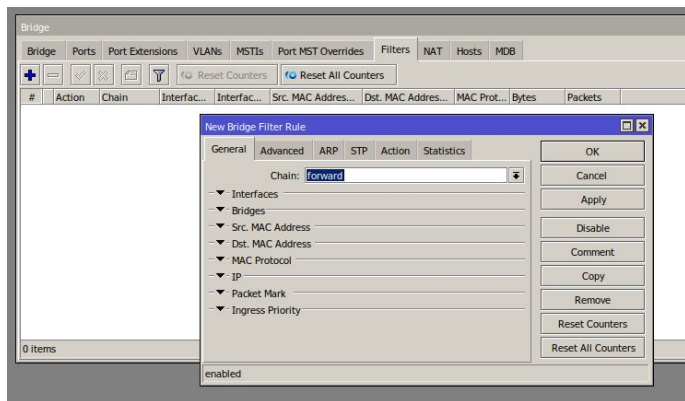 Bridge
Bridge Ports Port Extensions VLANs MSTIs Port MST Overrides Filters NAT Hosts MDB
Reset Counters Reset All Counters
# Action Chain Interfac... Interfac... Src. MAC Addres... Dst. MAC Addres... MAC Prot... Bytes Packets
New Bridge Filter Rule
General Advanced ARP STP Action Statistics
Chain: forward
Interfaces
Bridges
Src. MAC Address
Dst. MAC Address
MAC Protocol
IP
Packet Mark
Ingress Priority
OK
Cancel
Apply
Disable
Comment
Copy
Remove
Reset Counters
Reset All Counters
0 items
enabled